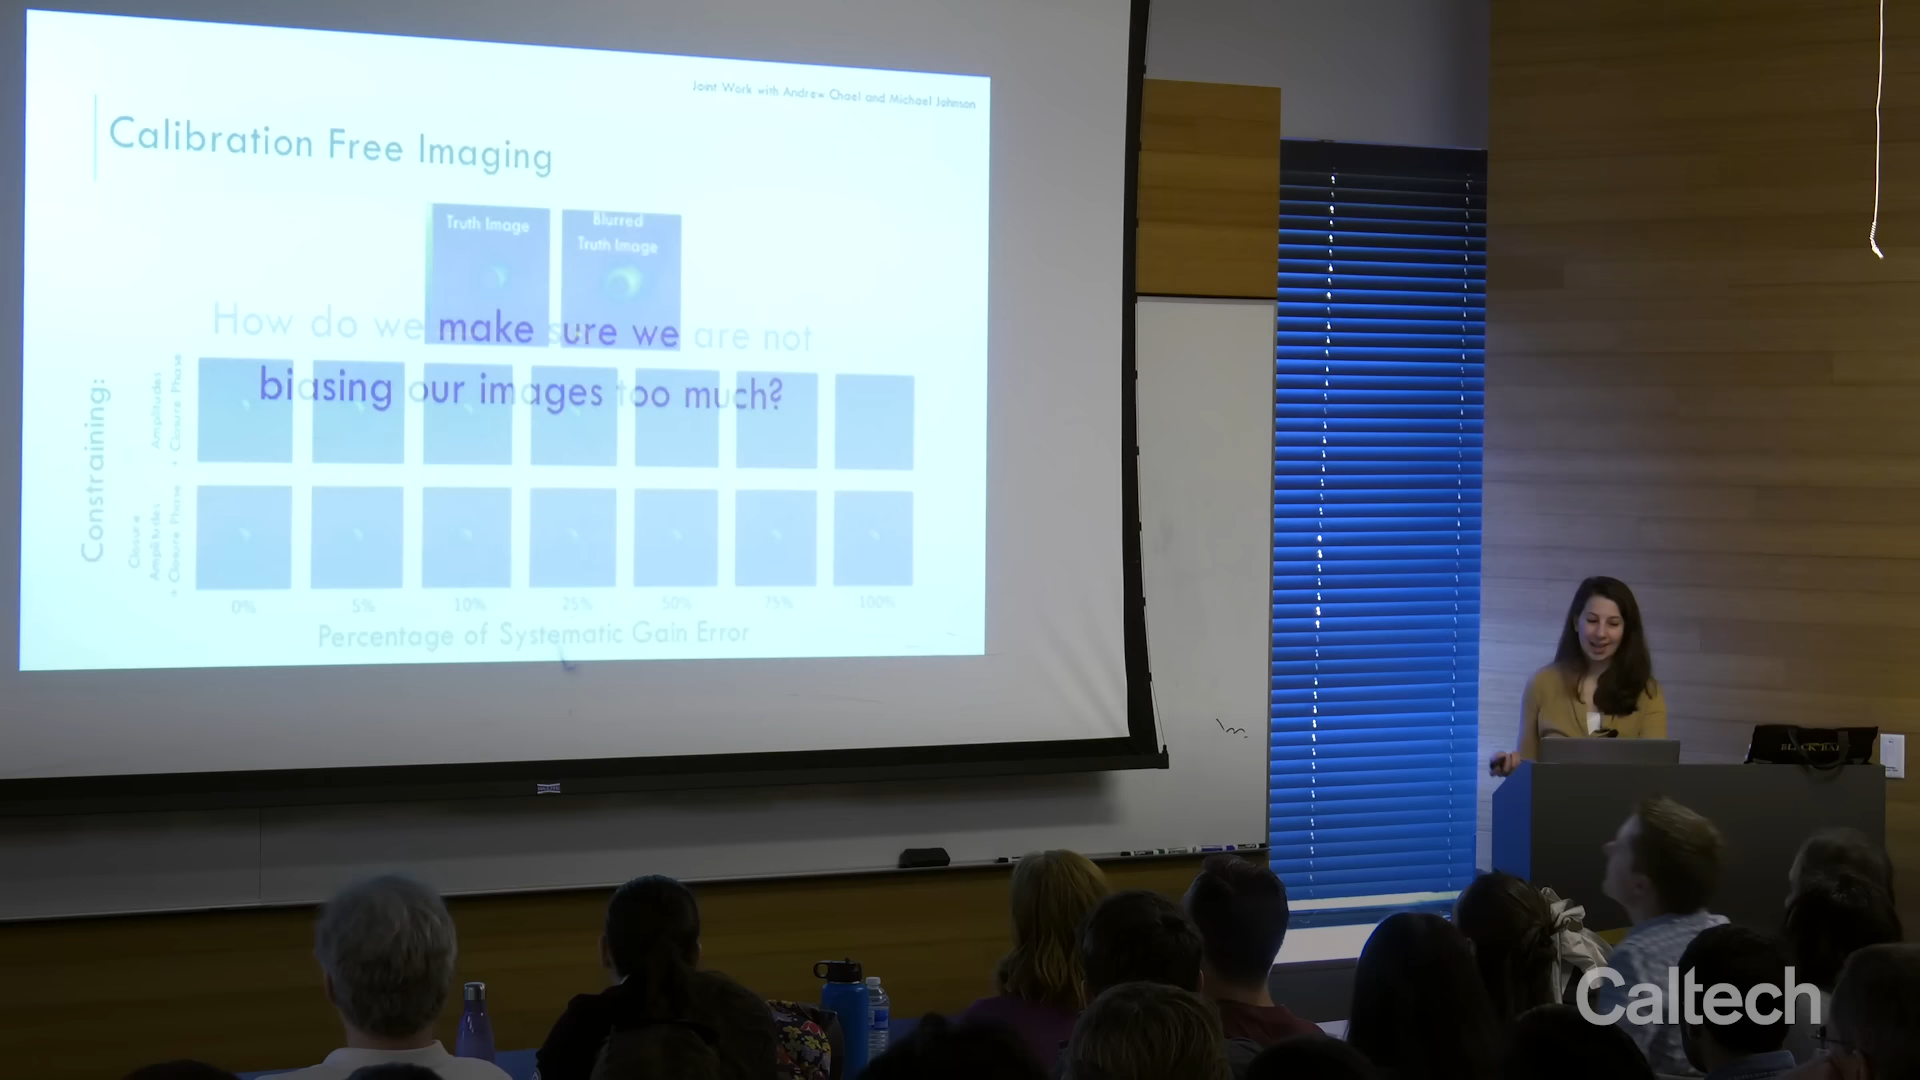 Joint Work with Andrew Chael and Michael Johnson
Calibration Free Imaging
Truth Image
Blurred
Truth Image
How do we make sure we are not
biasing our images too much?
Constraining:
Amplitudes
+ Closure Phase
Closure
Amplitudes
+ Closure Phase
0% 5% 10% 25% 50% 75% 100%
Percentage of Systematic Gain Error
BLACK BA
Caltech